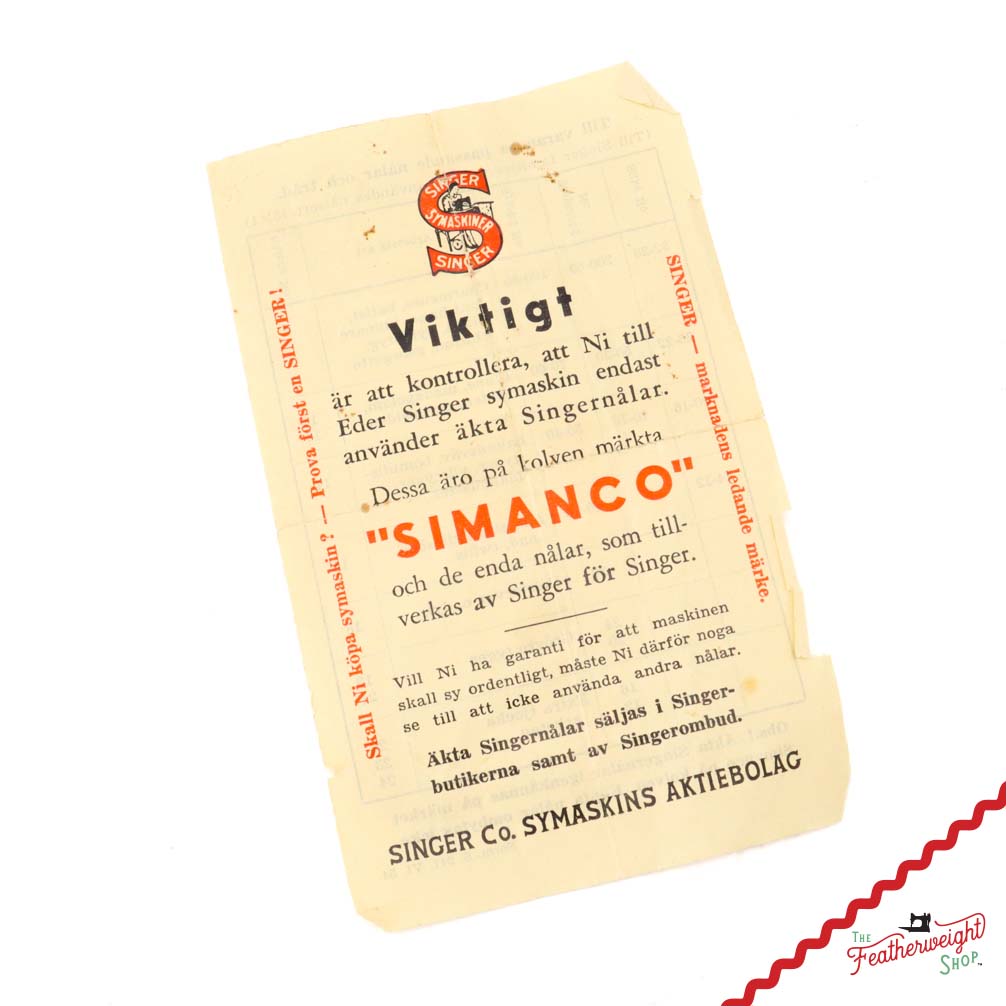 SINGER
SYMASKINER
SINGER
Viktigt
är att kontrollera, att Ni till
Eder Singer symaskin endast
använder äkta Singernålar.
Dessa äro på kolven märkta
"SIMANCO"
och de enda nålar, som till-
verkas av Singer för Singer.
Vill Ni ha garanti för att maskinen
skall sy ordentligt, måste Ni därför noga
se till att icke använda andra nålar.
Äkta Singernålar säljas i Singer-
butikerna samt av Singerombud.
SINGER Co. SYMASKINS AKTIEBOLAG
Skall Ni köpa symaskin? — Prova först en SINGER!
SINGER — marknadens ledande märke.
THE
Featherweight
SHOP